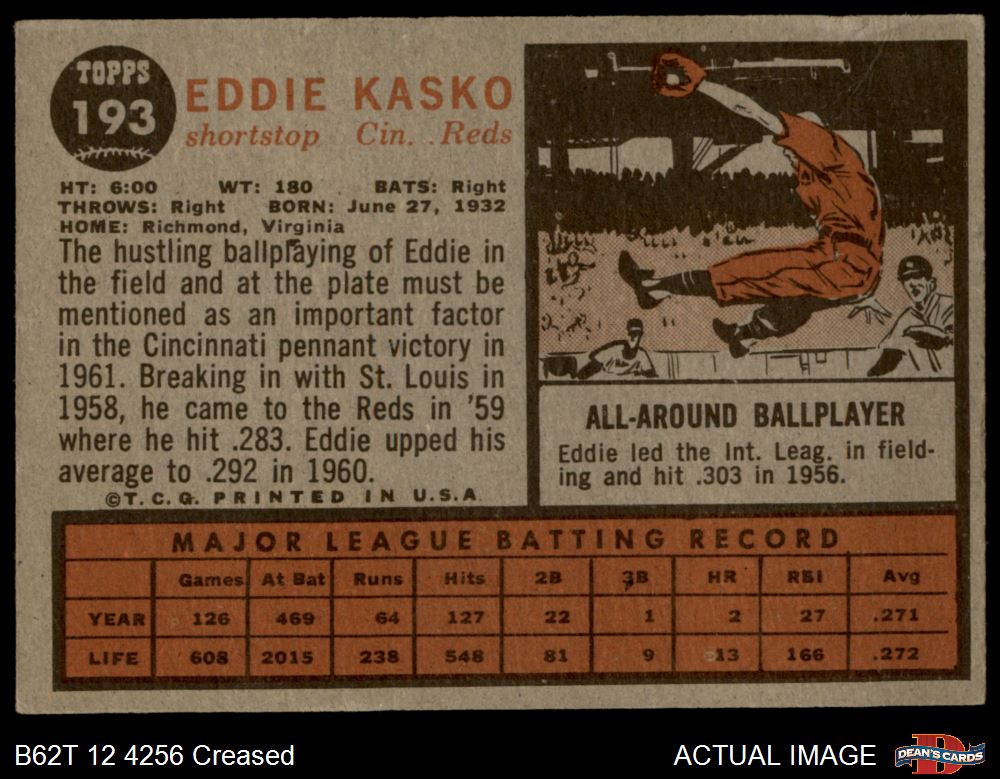 TOPPS
193
EDDIE KASKO
shortstop Cin. Reds
HT: 6:00 WT: 180 BATS: Right
THROWS: Right BORN: June 27, 1932
HOME: Richmond, Virginia
The hustling ballplaying of Eddie in
the field and at the plate must be
mentioned as an important factor
in the Cincinnati pennant victory in
1961. Breaking in with St. Louis in
1958, he came to the Reds in '59
where he hit .283. Eddie upped his
average to .292 in 1960.
©T.C.G. PRINTED IN U.S.A
ALL-AROUND BALLPLAYER
Eddie led the Int. Leag. in field-
ing and hit .303 in 1956.
MAJOR LEAGUE BATTING RECORD
Games At Bat Runs Hits 2B 3B HR RBI Avg
YEAR 126 469 64 127 22 1 2 27 .271
LIFE 608 2015 238 548 81 9 13 166 .272
B62T 12 4256 Creased
ACTUAL IMAGE
DEAN'S CARDS